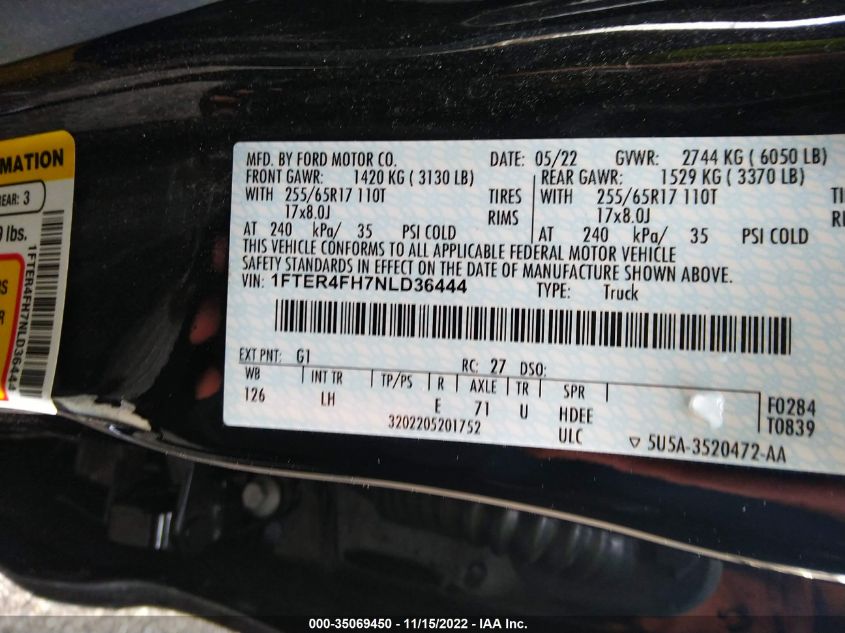 MFD. BY FORD MOTOR CO. DATE: 05/22 GVWR: 2744 KG ( 6050 LB)
FRONT GAWR: 1420 KG ( 3130 LB) REAR GAWR: 1529 KG ( 3370 LB)
WITH 255/65R17 110T TIRES WITH 255/65R17 110T
17x8.0J RIMS 17x8.0J
AT 240 kPa/ 35 PSI COLD AT 240 kPa/ 35 PSI COLD
THIS VEHICLE CONFORMS TO ALL APPLICABLE FEDERAL MOTOR VEHICLE
SAFETY STANDARDS IN EFFECT ON THE DATE OF MANUFACTURE SHOWN ABOVE.
VIN: 1FTER4FH7NLD36444 TYPE: Truck
EXT PNT: G1 RC: 27 DSO:
WB INT TR TP/PS R AXLE TR SPR
126 LH E 71 U HDEE F0284
3202205201752 ULC T0839
5U5A-3520472-AA
REAR: 3
lbs.
1FTER4FH7NLD36444
000-35069450 - 11/15/2022 - IAA Inc.